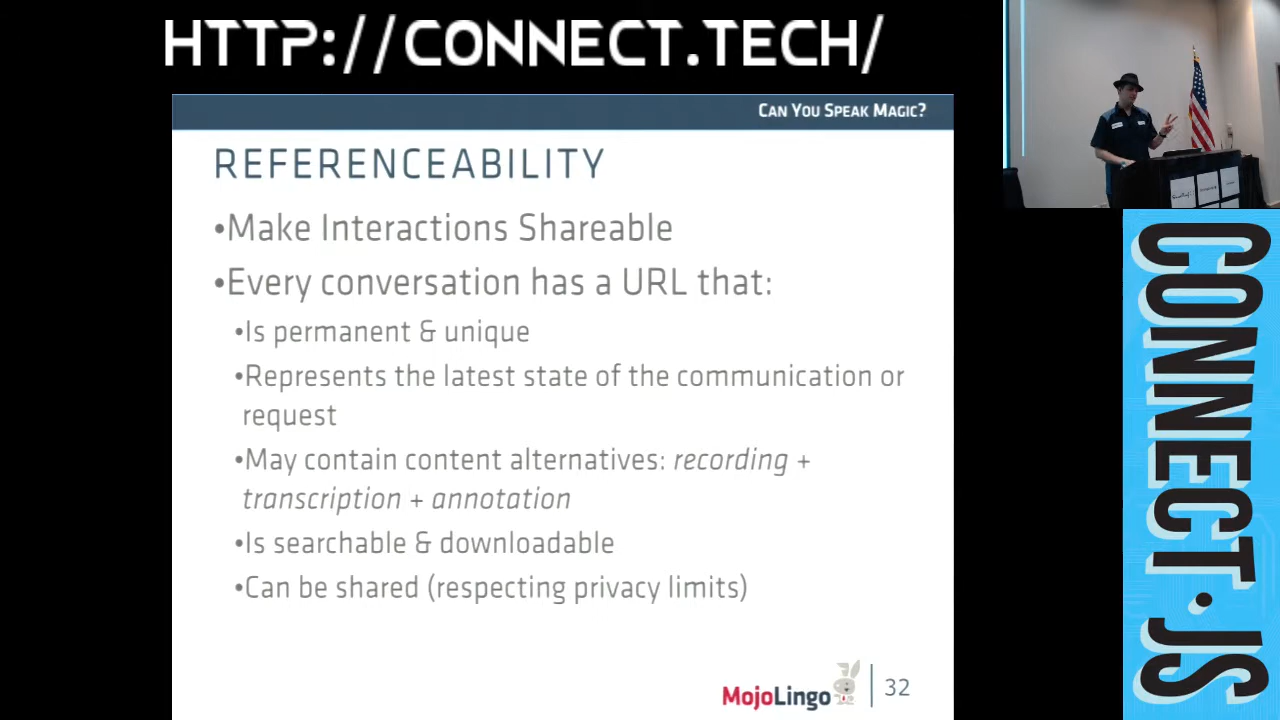 HTTP://CONNECT.TECH/
CAN YOU SPEAK MAGIC?
REFERENCEABILITY
•Make Interactions Shareable
•Every conversation has a URL that:
•Is permanent & unique
•Represents the latest state of the communication or
request
•May contain content alternatives: recording +
transcription + annotation
•Is searchable & downloadable
•Can be shared (respecting privacy limits)
MojoLingo
32
CONNECT.JS